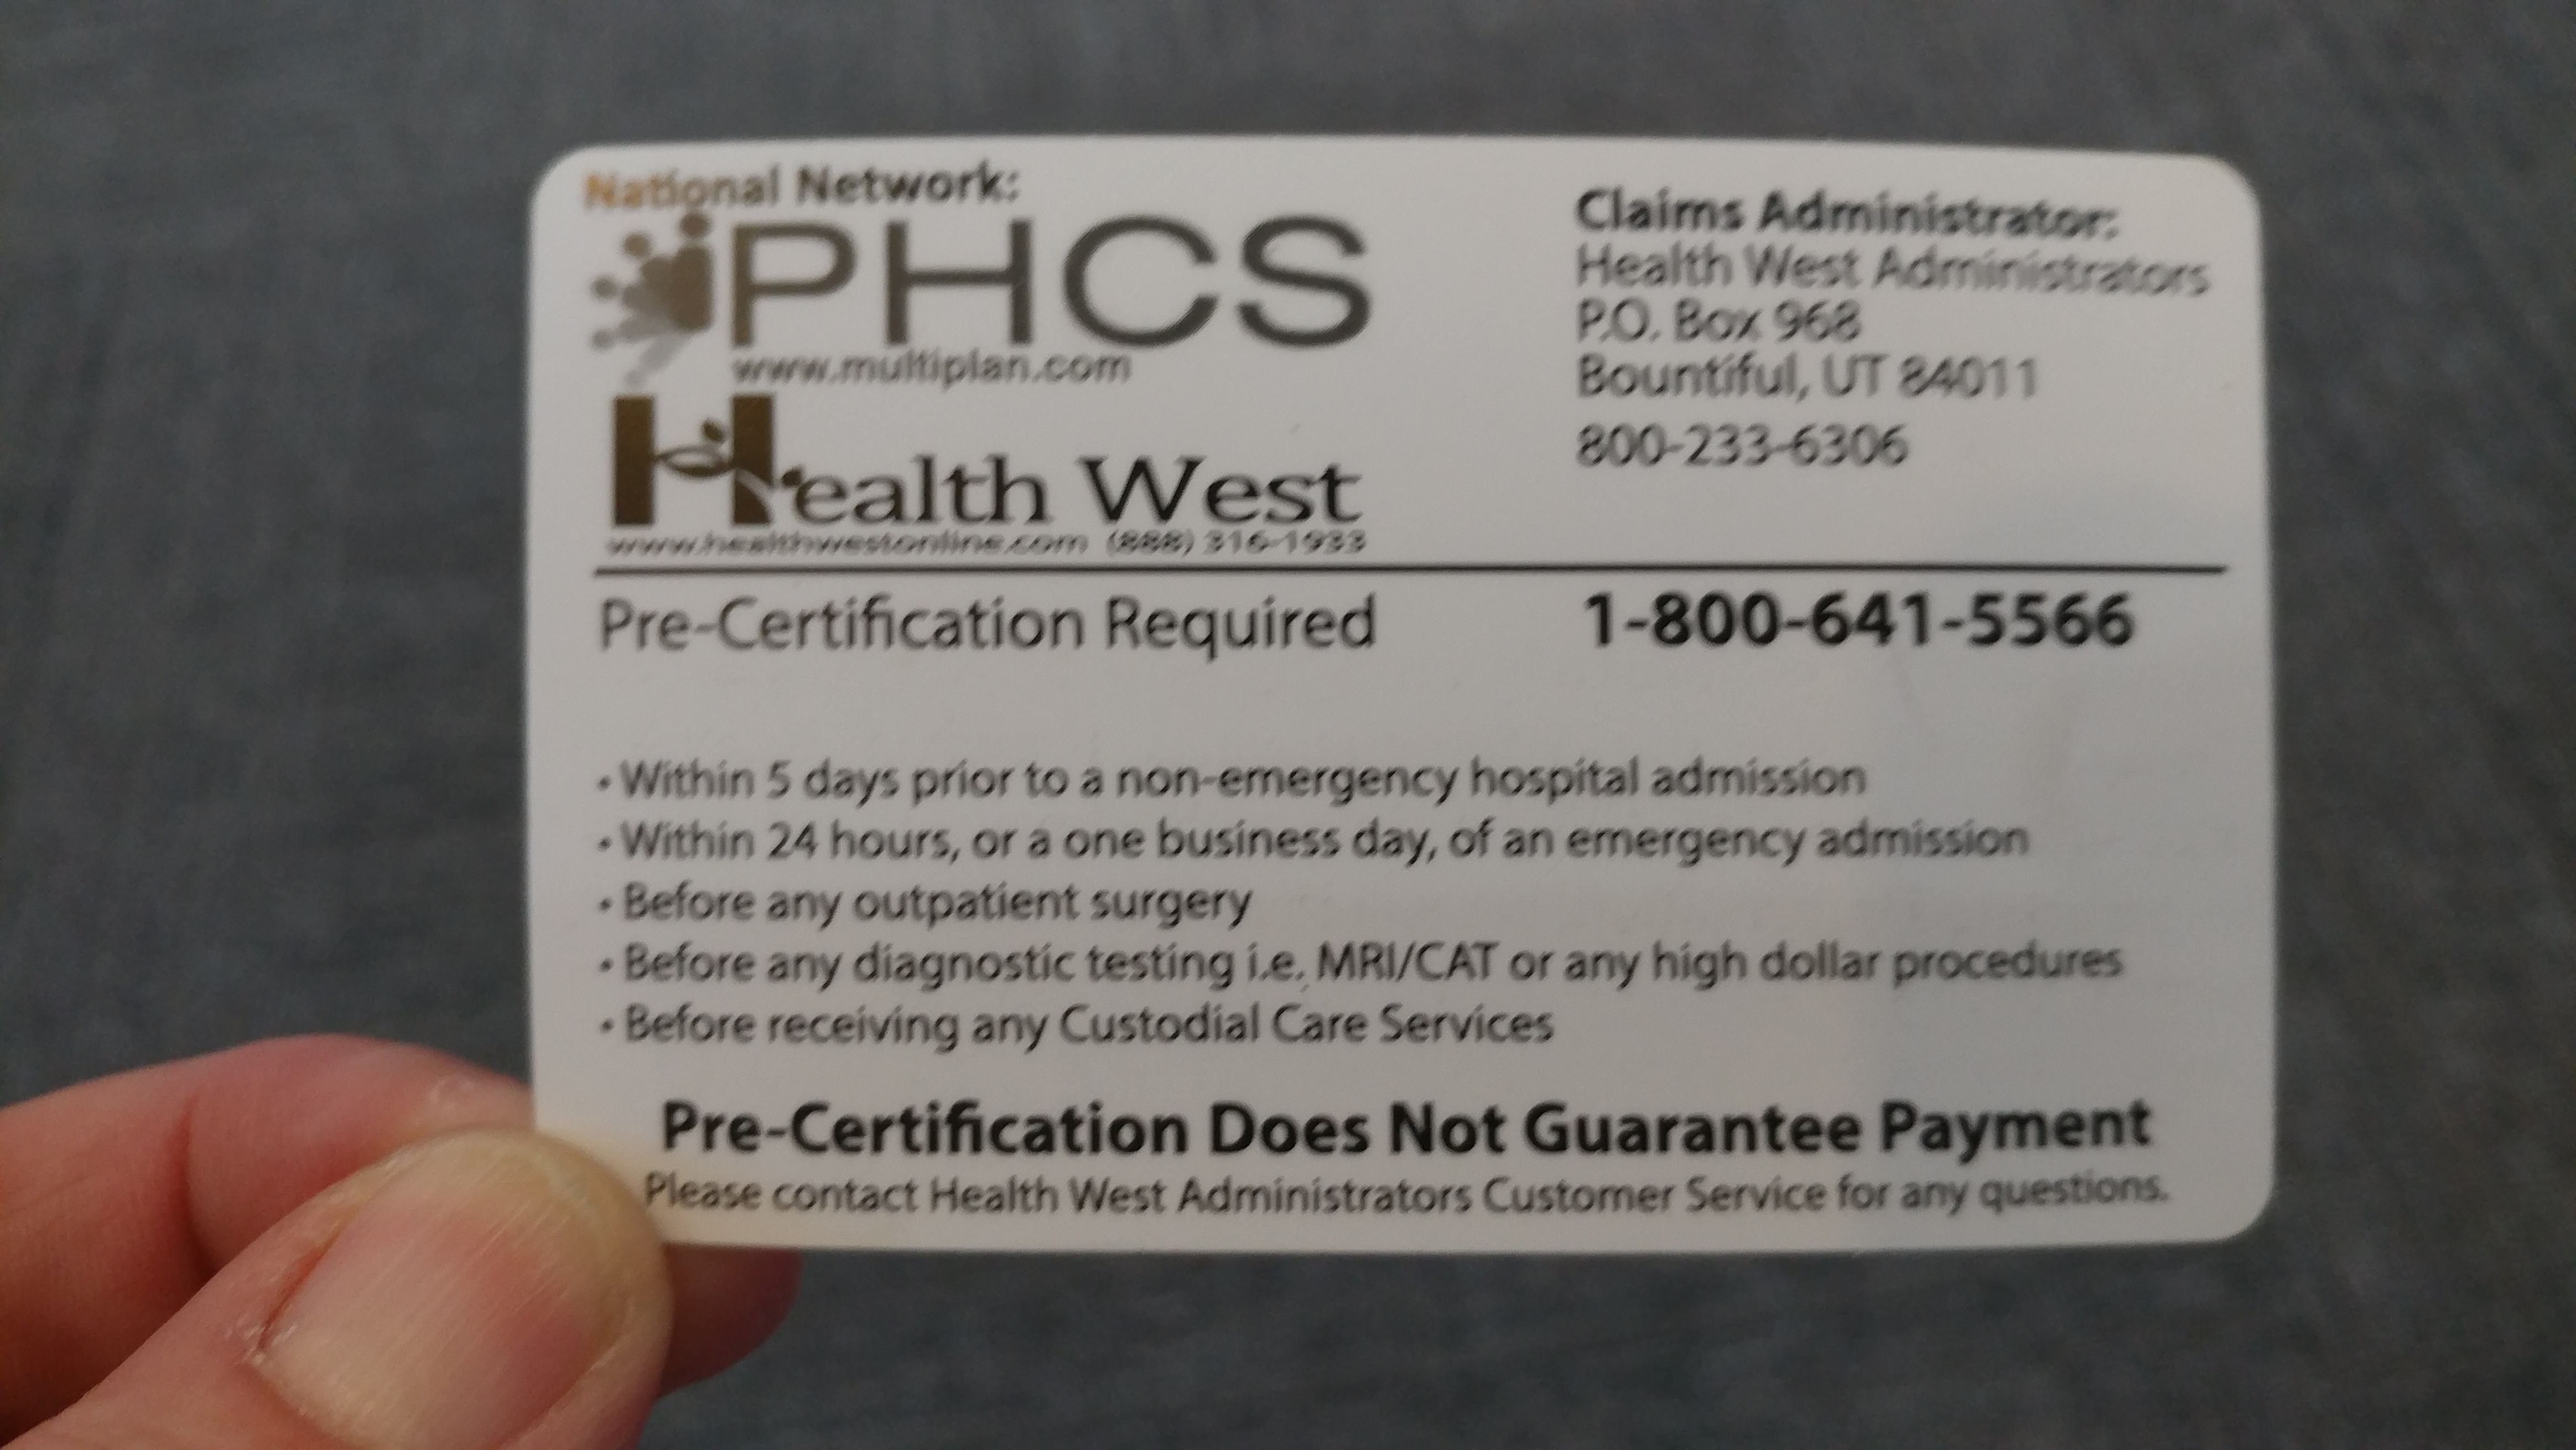 National Network:
PHCS
www.multiplan.com
Health West
www.healthwestonline.com (888) 316-1933
Claims Administrator:
Health West Administrators
P.O. Box 968
Bountiful, UT 84011
800-233-6306
Pre-Certification Required 1-800-641-5566
• Within 5 days prior to a non-emergency hospital admission
• Within 24 hours, or a one business day, of an emergency admission
• Before any outpatient surgery
• Before any diagnostic testing i.e. MRI/CAT or any high dollar procedures
• Before receiving any Custodial Care Services
Pre-Certification Does Not Guarantee Payment
Please contact Health West Administrators Customer Service for any questions.